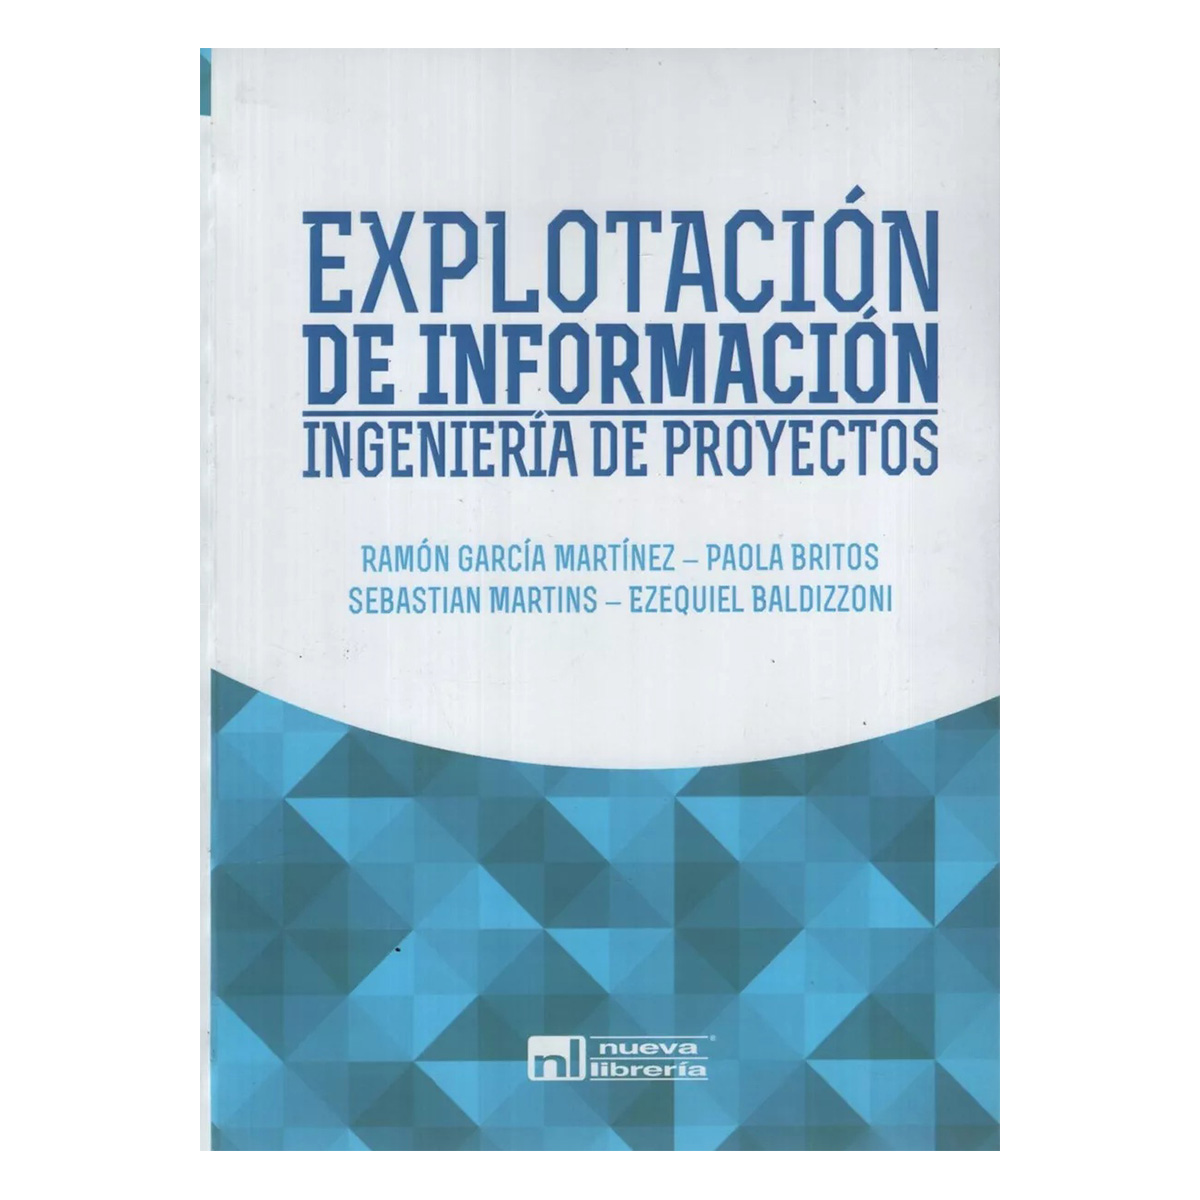 EXPLOTACIÓN
DE INFORMACIÓN
INGENIERÍA DE PROYECTOS
RAMÓN GARCÍA MARTÍNEZ – PAOLA BRITOS
SEBASTIAN MARTINS – EZEQUIEL BALDIZZONI
nl nueva®
librería